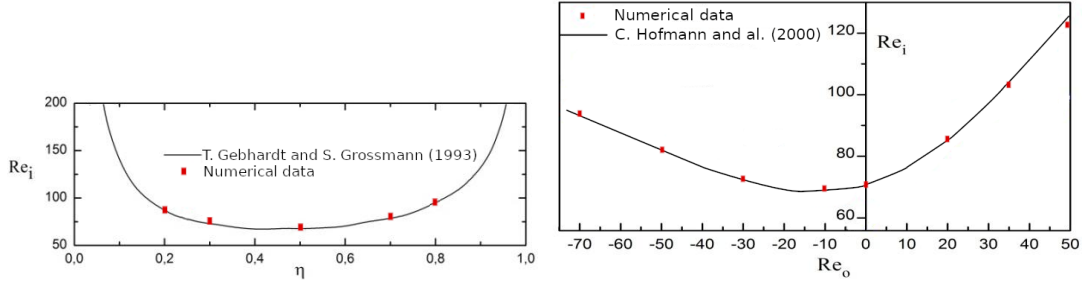 200
150
100
75
50
Re_i
T. Gebhardt and S. Grossmann (1993)
Numerical data
0,0 0,2 0,4 0,6 0,8 1,0
η
Numerical data
C. Hofmann and al. (2000)
Re_i
120
100
80
60
-70 -60 -50 -40 -30 -20 -10 0 10 20 30 40 50
Re_o